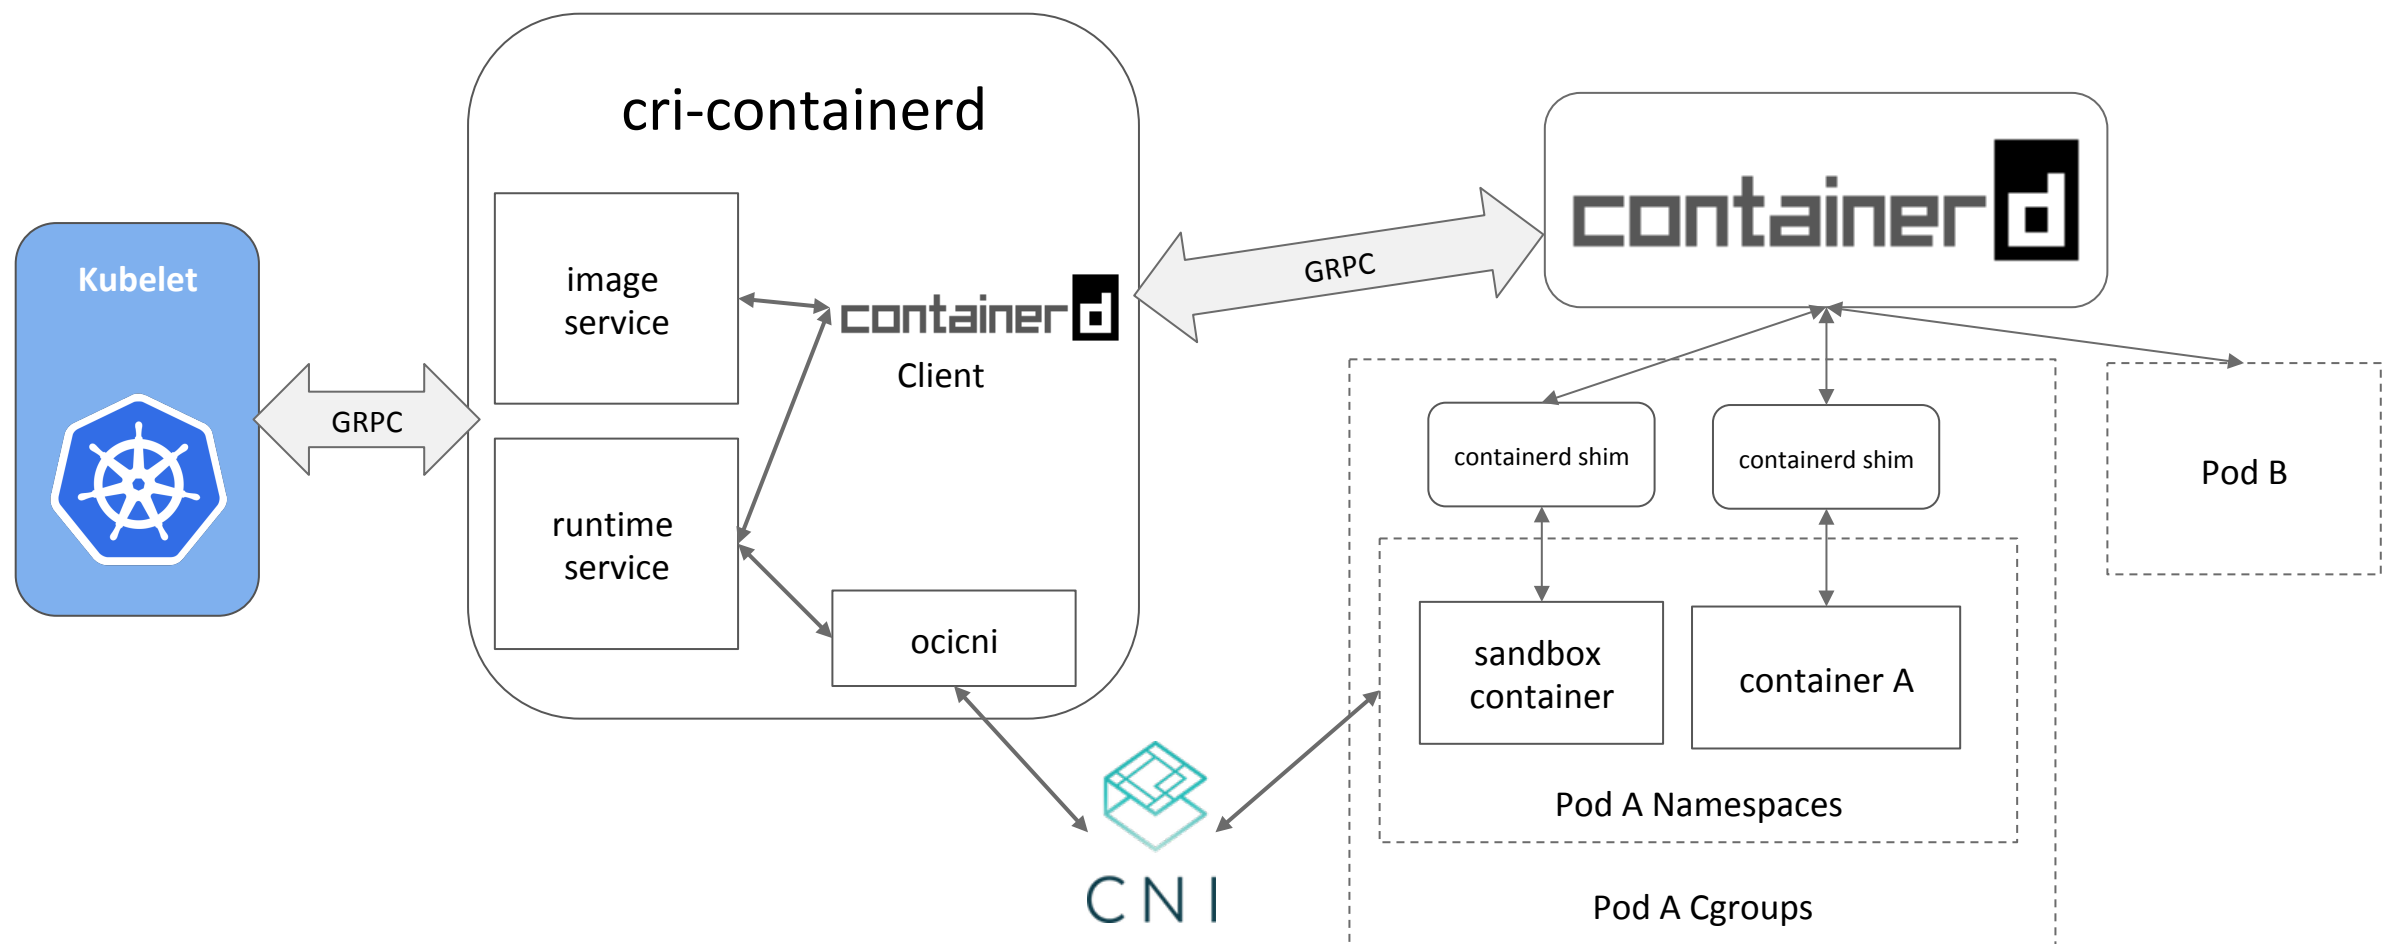 cri-containerd
Kubelet
GRPC
image
service
containerd
Client
runtime
service
ocicni
GRPC
containerd
containerd shim
containerd shim
Pod B
sandbox
container
container A
Pod A Namespaces
Pod A Cgroups
CNI